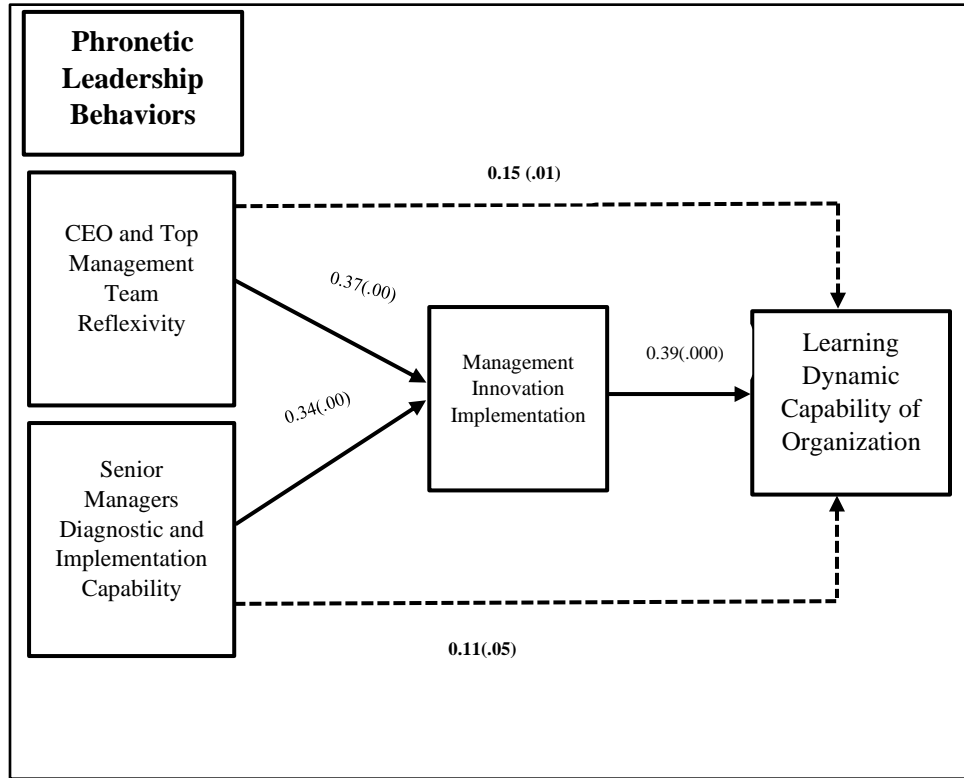 Phronetic
Leadership
Behaviors
0.15 (.01)
CEO and Top
Management
Team
Reflexivity
0.37(.00)
Management
Innovation
Implementation
0.39(.000)
Learning
Dynamic
Capability of
Organization
0.34(.00)
Senior
Managers
Diagnostic and
Implementation
Capability
0.11(.05)